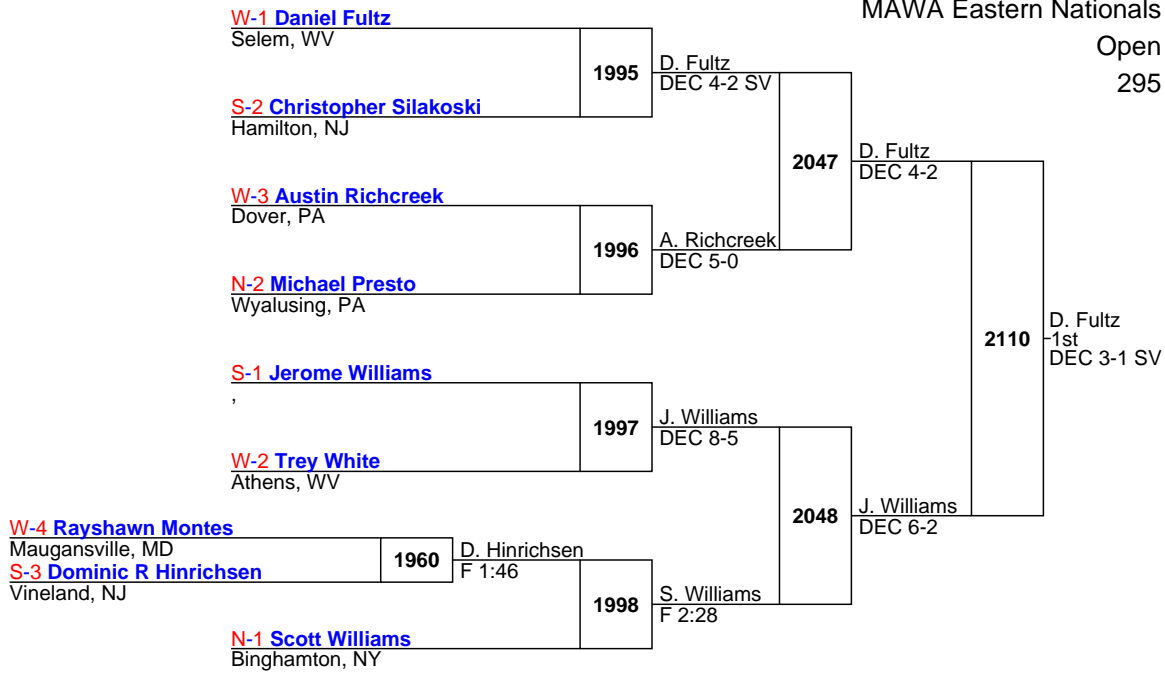 MAWA Eastern Nationals
Open
295
W-1 Daniel Fultz
Selem, WV
1995
D. Fultz
DEC 4-2 SV
S-2 Christopher Silakoski
Hamilton, NJ
2047
D. Fultz
DEC 4-2
W-3 Austin Richcreek
Dover, PA
1996
A. Richcreek
DEC 5-0
N-2 Michael Presto
Wyalusing, PA
2110
D. Fultz
1st
DEC 3-1 SV
S-1 Jerome Williams
,
1997
J. Williams
DEC 8-5
W-2 Trey White
Athens, WV
2048
J. Williams
DEC 6-2
W-4 Rayshawn Montes
Maugansville, MD
1960
D. Hinrichsen
F 1:46
S-3 Dominic R Hinrichsen
Vineland, NJ
1998
S. Williams
F 2:28
N-1 Scott Williams
Binghamton, NY